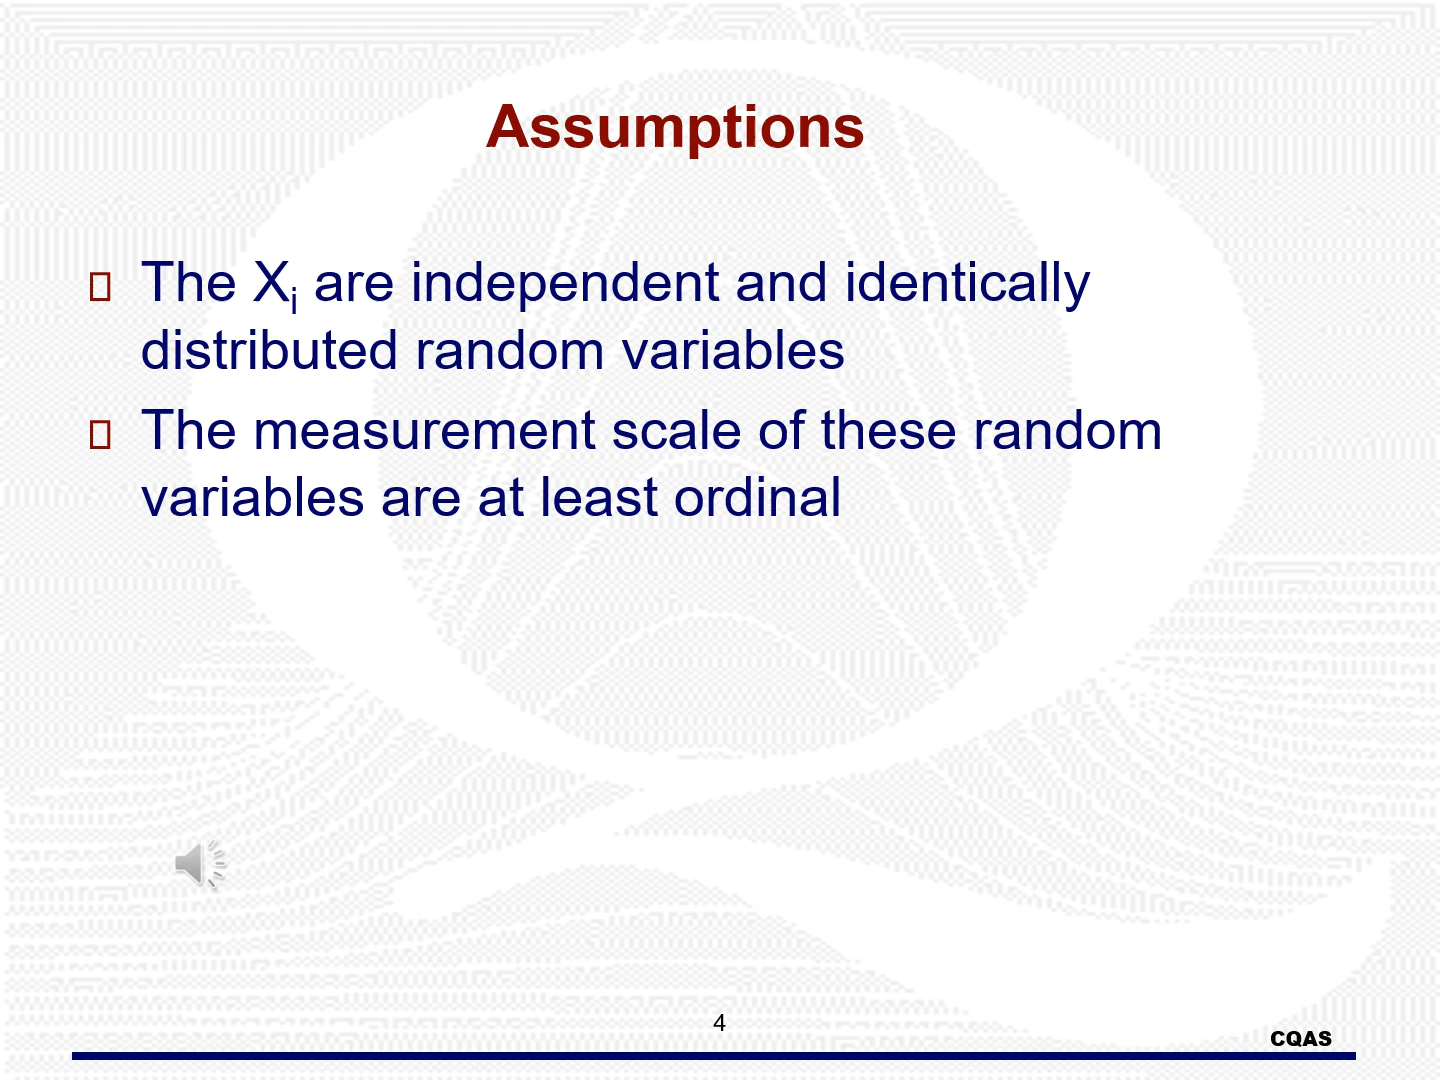 Assumptions
The Xi are independent and identically
distributed random variables
The measurement scale of these random
variables are at least ordinal
4
CQAS